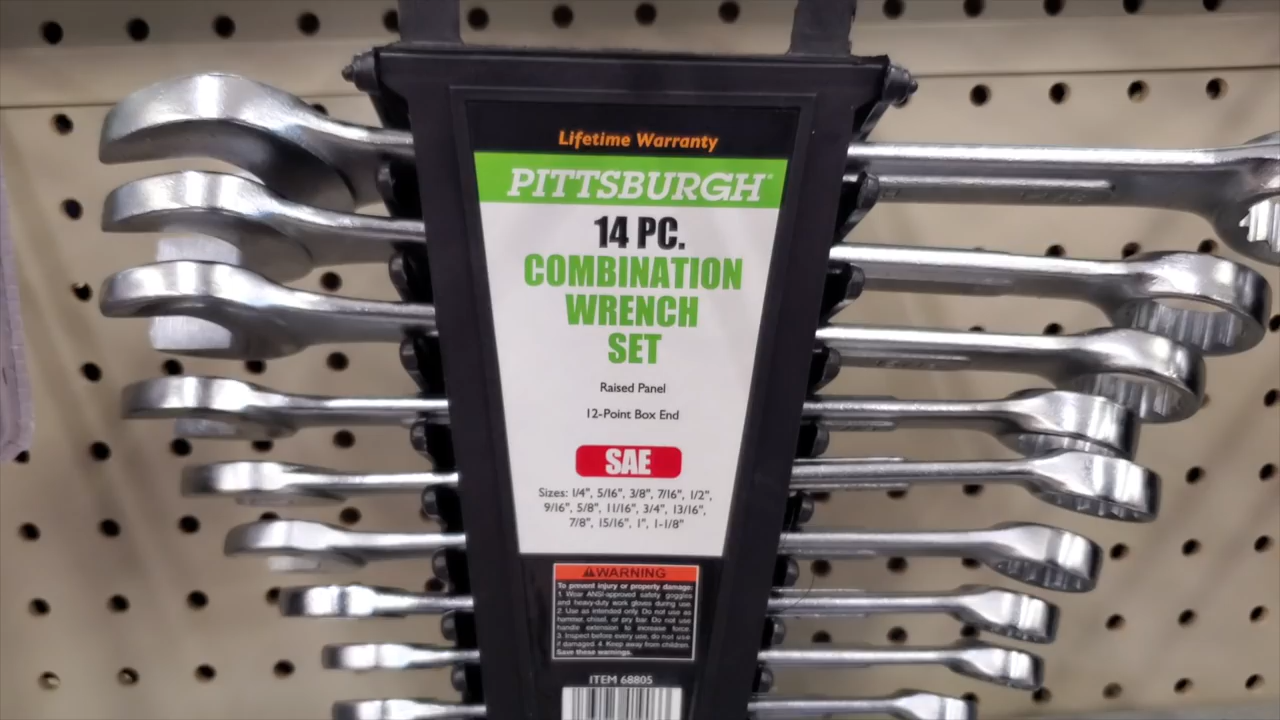 Lifetime Warranty
PITTSBURGH
14 PC.
COMBINATION
WRENCH
SET
Raised Panel
12-Point Box End
SAE
Sizes: 1/4", 5/16", 3/8", 7/16", 1/2",
9/16", 5/8", 11/16", 3/4", 13/16",
7/8", 15/16", 1", 1-1/8"
WARNING
To prevent injury or property damage:
1. Wear ANSI-approved safety goggles
and heavy-duty work gloves during use.
2. Use as intended only. Do not use as
hammer, chisel, or pry bar. Do not use
handle extension to increase force.
3. Inspect before every use, do not use
if damaged. 4. Keep away from children.
Save these warnings.
ITEM 68805